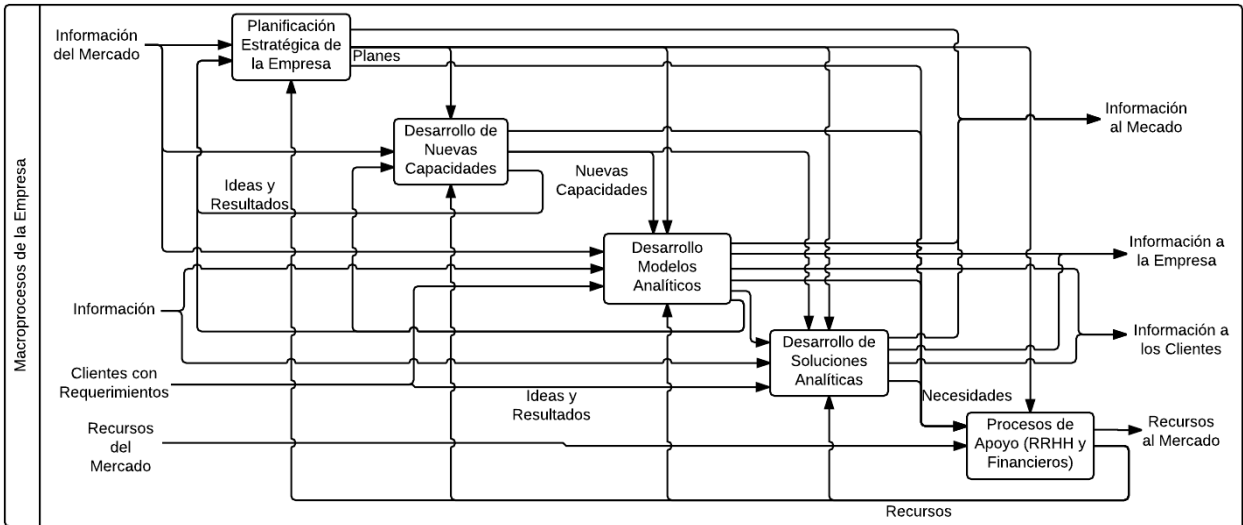 Macroprocesos de la Empresa
Información
del Mercado
Planificación
Estratégica de
la Empresa
Planes
Desarrollo de
Nuevas
Capacidades
Información
al Mecado
Ideas y
Resultados
Nuevas
Capacidades
Desarrollo
Modelos
Analíticos
Información a
la Empresa
Información
Desarrollo de
Soluciones
Analíticas
Información a
los Clientes
Clientes con
Requerimientos
Ideas y
Resultados
Necesidades
Recursos
del
Mercado
Procesos de
Apoyo (RRHH y
Financieros)
Recursos
al Mercado
Recursos